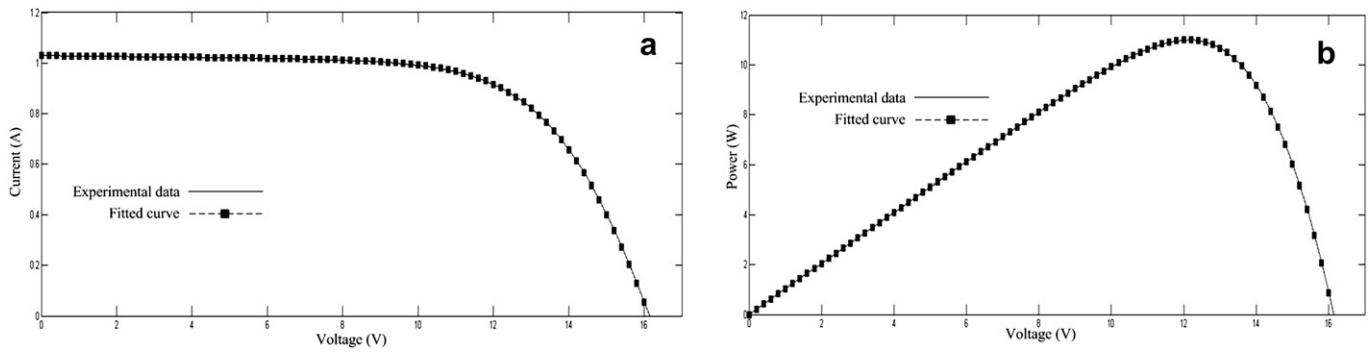 1.2
1
0.8
0.6
0.4
0.2
0
0 2 4 6 8 10 12 14 16
Current (A)
Voltage (V)
a
Experimental data
Fitted curve
12
10
8
6
4
2
0
0 2 4 6 8 10 12 14 16
Power (W)
Voltage (V)
b
Experimental data
Fitted curve